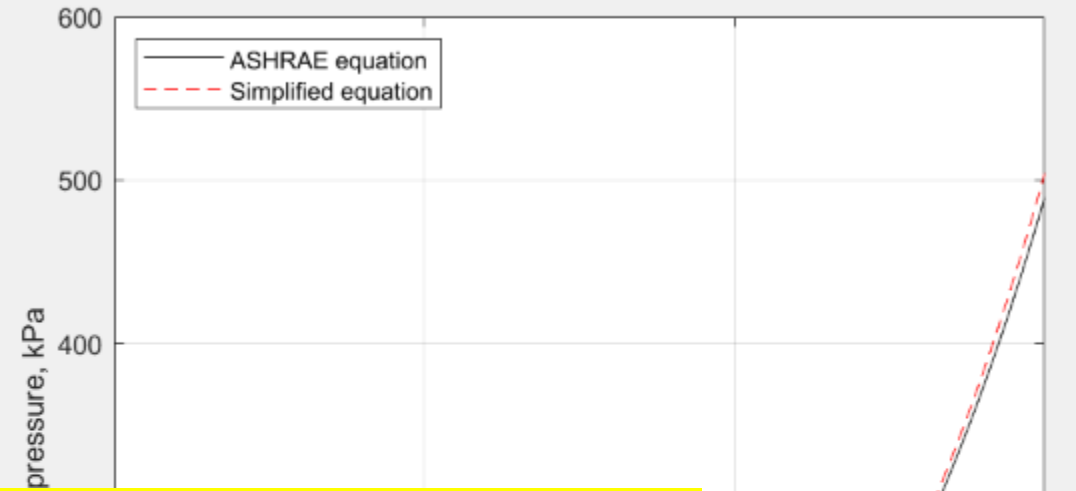 600
ASHRAE equation
Simplified equation
500
400
pressure, kPa